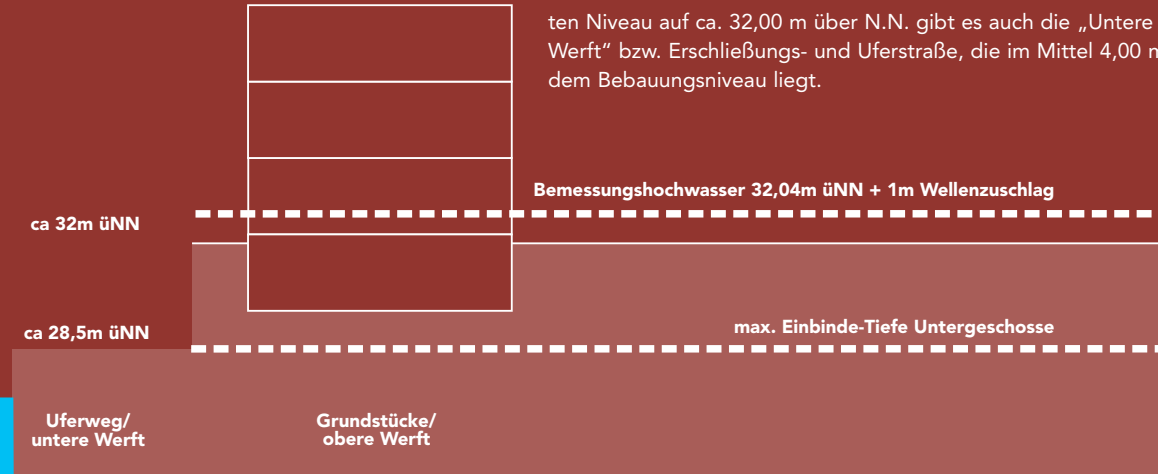 ten Niveau auf ca. 32,00 m über N.N. gibt es auch die „Untere
Werft“ bzw. Erschließungs- und Uferstraße, die im Mittel 4,00 m
dem Bebauungsniveau liegt.
Bemessungshochwasser 32,04m üNN + 1m Wellenzuschlag
ca 32m üNN
max. Einbinde-Tiefe Untergeschosse
ca 28,5m üNN
Uferweg/
untere Werft
Grundstücke/
obere Werft